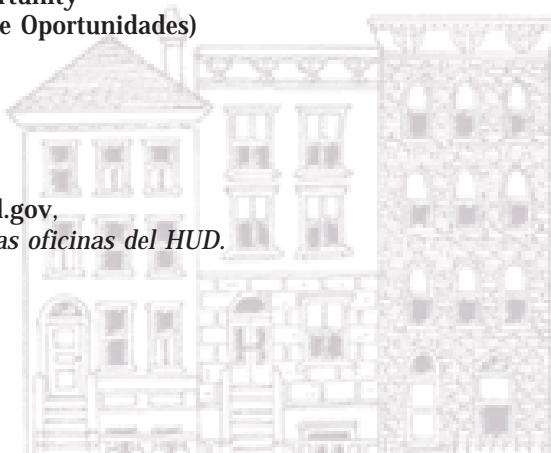 e Oportunidades)
.gov,
as oficinas del HUD.